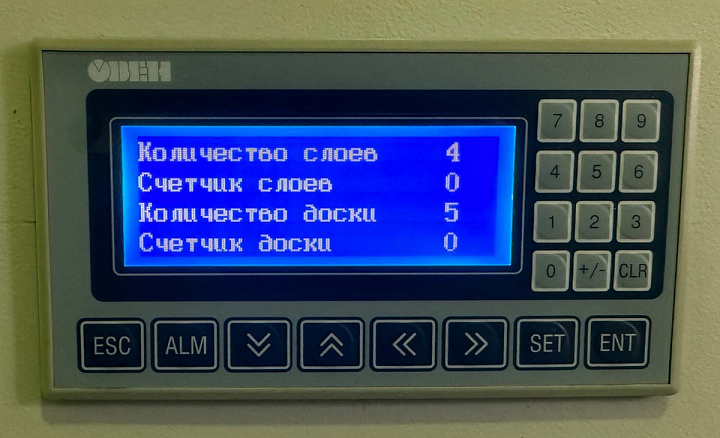 ОВЕН
Количество слоев 4
Счетчик слоев 0
Количество доски 5
Счетчик доски 0
7 8 9
4 5 6
1 2 3
0 +/- CLR
ESC ALM SET ENT